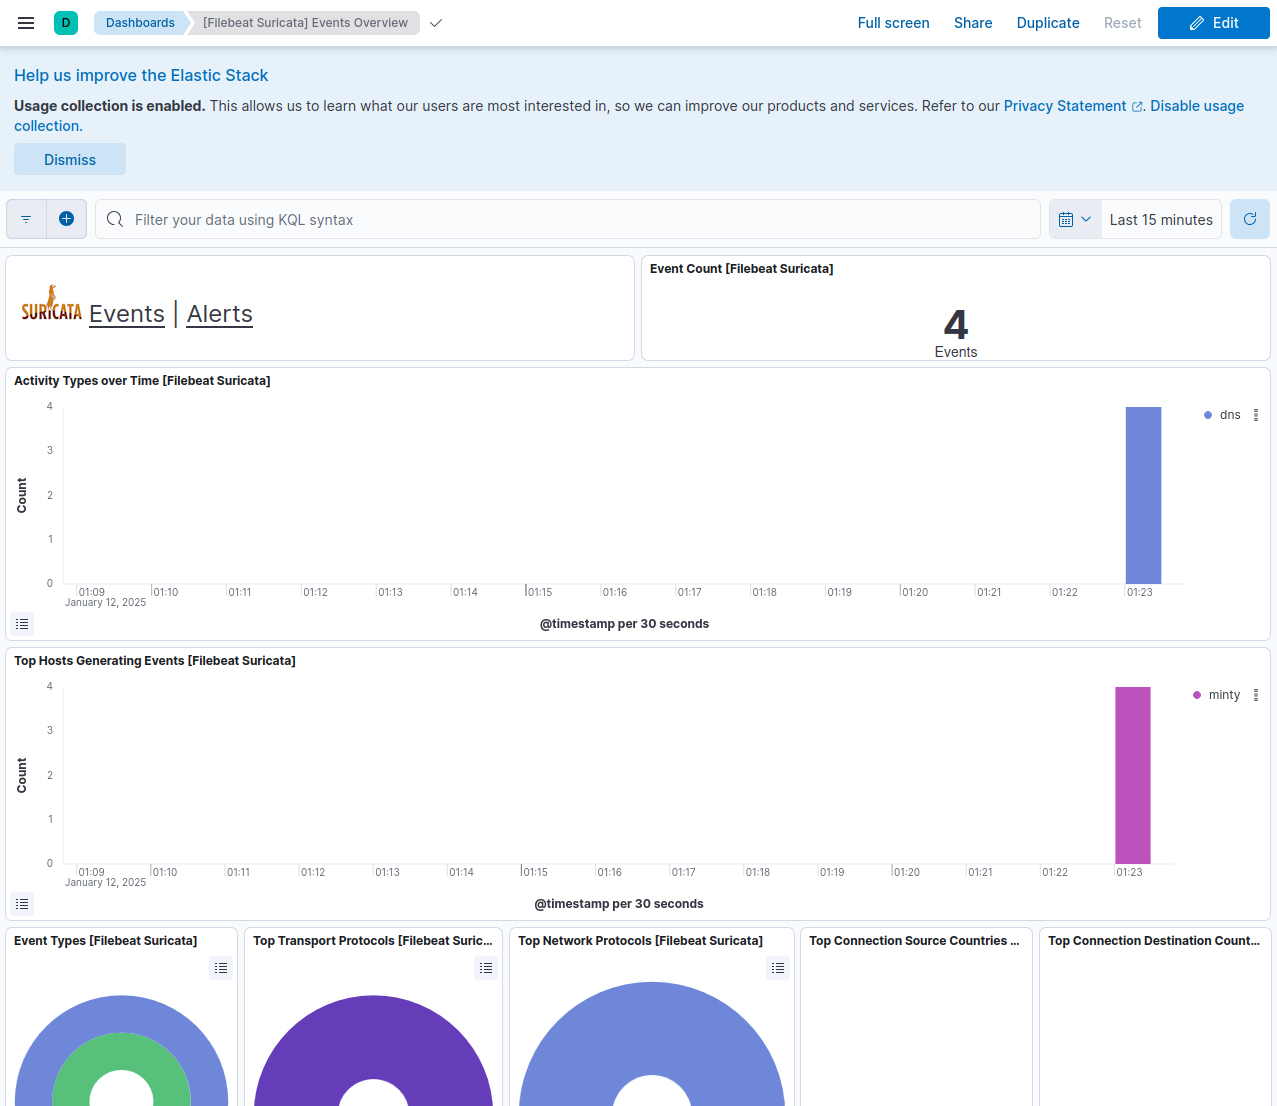 D Dashboards [Filebeat Suricata] Events Overview Full screen Share Duplicate Reset Edit
Help us improve the Elastic Stack
Usage collection is enabled. This allows us to learn what our users are most interested in, so we can improve our products and services. Refer to our Privacy Statement . Disable usage
collection.
Dismiss
Filter your data using KQL syntax Last 15 minutes
SURICATA Events | Alerts
Event Count [Filebeat Suricata]
4
Events
Activity Types over Time [Filebeat Suricata]
4
3
2
1
0
Count
dns
01:09 01:10 01:11 01:12 01:13 01:14 01:15 01:16 01:17 01:18 01:19 01:20 01:21 01:22 01:23
January 12, 2025
@timestamp per 30 seconds
Top Hosts Generating Events [Filebeat Suricata]
4
3
2
1
0
Count
minty
01:09 01:10 01:11 01:12 01:13 01:14 01:15 01:16 01:17 01:18 01:19 01:20 01:21 01:22 01:23
January 12, 2025
@timestamp per 30 seconds
Event Types [Filebeat Suricata]
Top Transport Protocols [Filebeat Suric...
Top Network Protocols [Filebeat Suricata]
Top Connection Source Countries ...
Top Connection Destination Count...